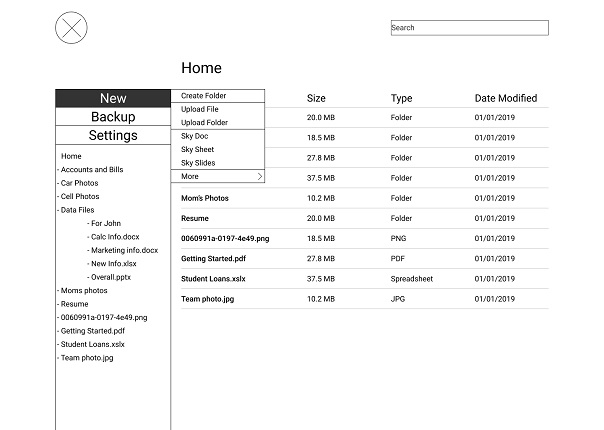 Search
Home
New
Backup
Settings
Create Folder
Upload File
Upload Folder
Sky Doc
Sky Sheet
Sky Slides
More
Size Type Date Modified
20.0 MB Folder 01/01/2019
18.5 MB Folder 01/01/2019
27.8 MB Folder 01/01/2019
37.5 MB Folder 01/01/2019
Mom's Photos 10.2 MB Folder 01/01/2019
Resume 20.0 MB Folder 01/01/2019
0060991a-0197-4e49.png 18.5 MB PNG 01/01/2019
Getting Started.pdf 27.8 MB PDF 01/01/2019
Student Loans.xslx 37.5 MB Spreadsheet 01/01/2019
Team photo.jpg 10.2 MB JPG 01/01/2019
Home
- Accounts and Bills
- Car Photos
- Cell Photos
- Data Files
- For John
- Calc Info.docx
- Marketing info.docx
- New Info.xlsx
- Overall.pptx
- Moms photos
- Resume
- 0060991a-0197-4e49.png
- Getting Started.pdf
- Student Loans.xslx
- Team photo.jpg